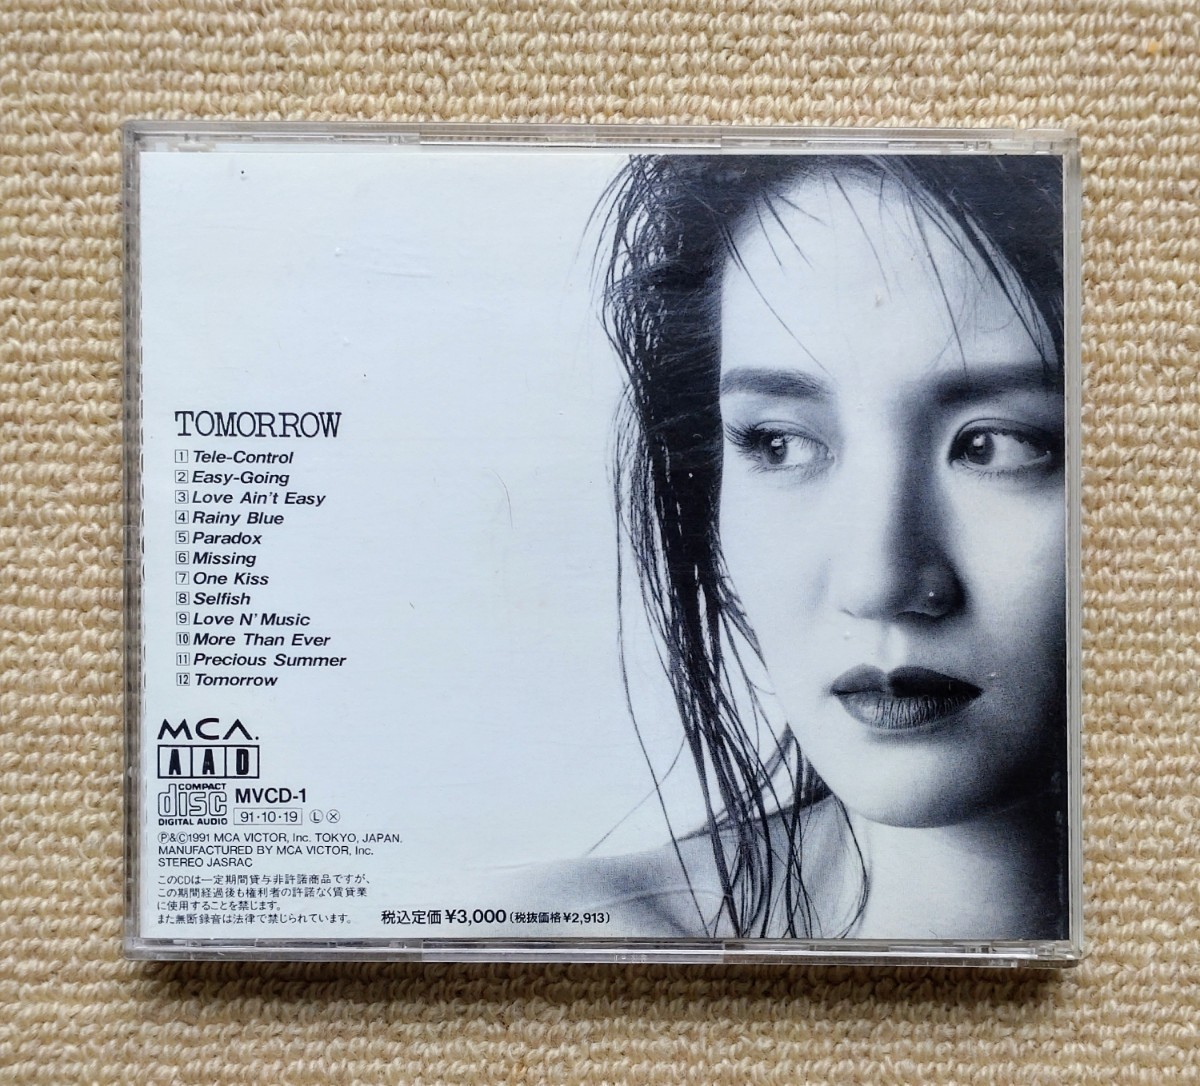 TOMORROW
1 Tele-Control
2 Easy-Going
3 Love Ain't Easy
4 Rainy Blue
5 Paradox
6 Missing
7 One Kiss
8 Selfish
9 Love N' Music
10 More Than Ever
11 Precious Summer
12 Tomorrow
MCA.
AAD
COMPACT
disc MVCD-1
DIGITAL AUDIO 91·10·19 Ⓛ Ⓧ
Ⓟ&Ⓒ1991 MCA VICTOR, Inc. TOKYO, JAPAN.
MANUFACTURED BY MCA VICTOR, Inc.
STEREO JASRAC
このCDは一定期間貸与非許諾商品ですが、
この期間経過後も権利者の許諾なく賃貸業
に使用することを禁じます。
また無断録音は法律で禁じられています。
税込定価¥3,000(税抜価格¥2,913)